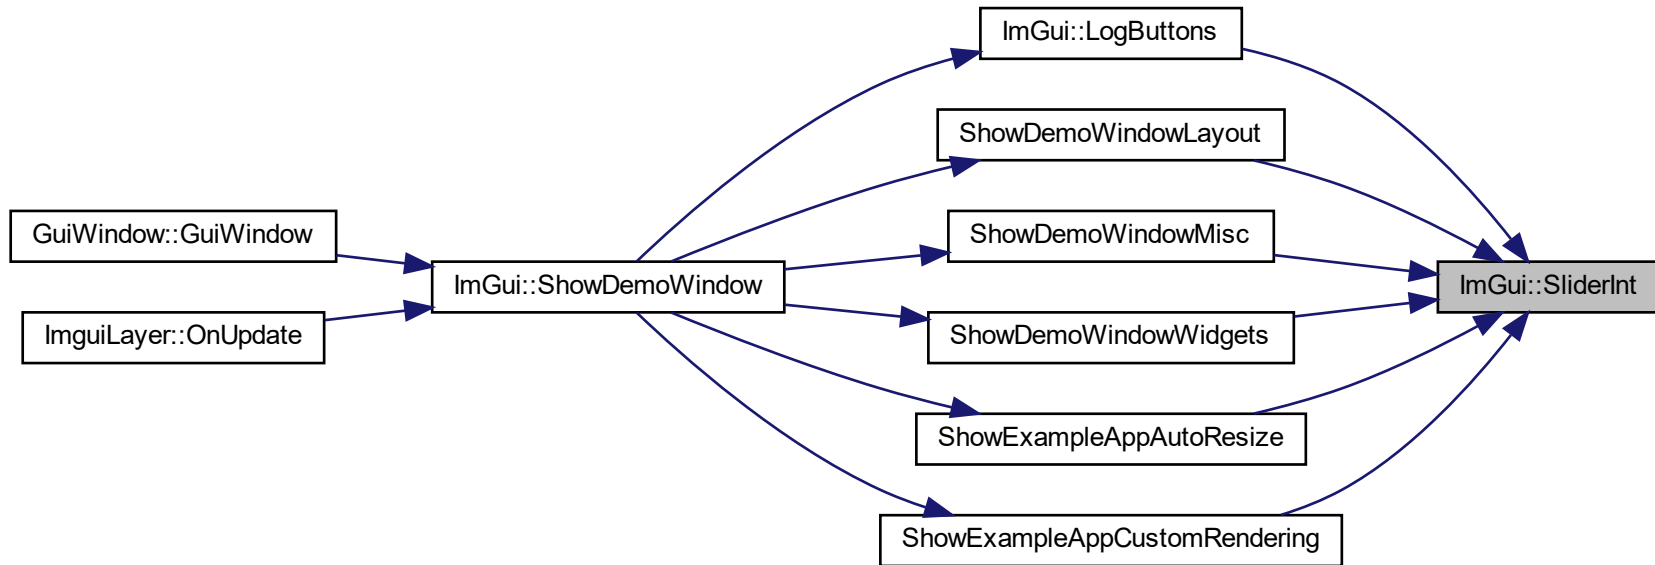 ImGui::LogButtons
ShowDemoWindowLayout
GuiWindow::GuiWindow
ShowDemoWindowMisc
ImGui::ShowDemoWindow
ImGui::SliderInt
ImguiLayer::OnUpdate
ShowDemoWindowWidgets
ShowExampleAppAutoResize
ShowExampleAppCustomRendering